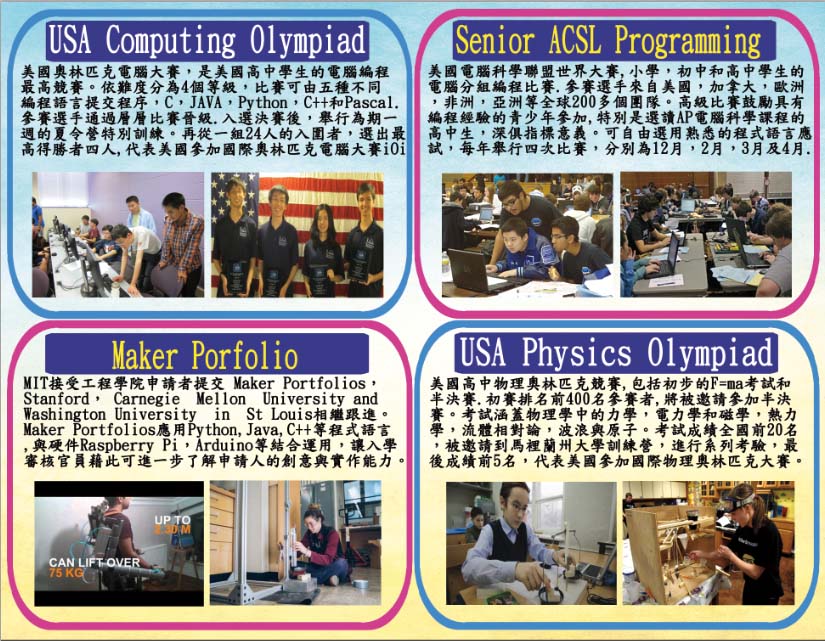 USA Computing Olympiad
美國奧林匹克電腦大賽，是美國高中學生的電腦編程
最高競賽。依難度分為4個等級，比賽可由五種不同
編程語言提交程序，C，JAVA，Python，C++和Pascal.
參賽選手通過層層比賽晉級.入選決賽後，舉行為期一
週的夏令營特別訓練。再從一組24人的入圍者，選出最
高得勝者四人,代表美國參加國際奧林匹克電腦大賽iOi
Senior ACSL Programming
美國電腦科學聯盟世界大賽,小學，初中和高中學生的
電腦分組編程比賽.參賽選手來自美國，加拿大，歐洲
，非洲，亞洲等全球200多個團隊。高級比賽鼓勵具有
編程經驗的青少年參加,特別是選讀AP電腦科學課程的
高中生，深俱指標意義。可自由選用熟悉的程式語言應
試，每年舉行四次比賽，分別為12月，2月，3月及4月.
Maker Porfolio
MIT接受工程學院申請者提交 Maker Portfolios，
Stanford， Carnegie Mellon University and
Washington University in St Louis相繼跟進。
Maker Portfolios應用Python,Java,C++等程式語言
,與硬件Raspberry Pi，Arduino等結合運用，讓入學
審核官員藉此可進一步了解申請人的創意與實作能力。
UP TO
2.30 M
CAN LIFT OVER
75 KG
USA Physics Olympiad
美國高中物理奧林匹克競賽,包括初步的F=ma考試和
半決賽.初賽排名前400名參賽者,將被邀請參加半決
賽。考試涵蓋物理學中的力學，電力學和磁學，熱力
學，流體相對論，波浪與原子。考試成績全國前20名
，被邀請到馬裡蘭州大學訓練營，進行系列考驗，最
後成績前5名，代表美國參加國際物理奧林匹克大賽。